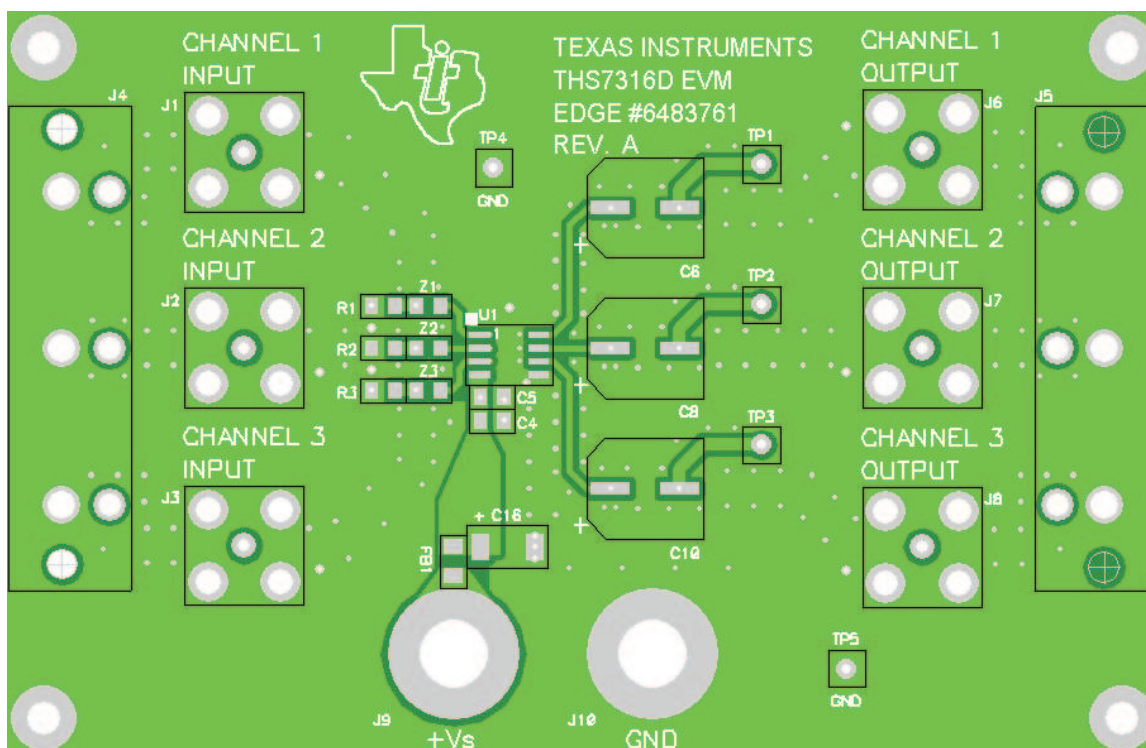 CHANNEL 1
INPUT
TEXAS INSTRUMENTS
THS7316D EVM
EDGE #6483761
REV. A
CHANNEL 1
OUTPUT
J4
J1
J6
J5
TP4
TP1
GND
CHANNEL 2
INPUT
CHANNEL 2
OUTPUT
+
C6
J2
Z1
TP2
J7
R1
U1
1
Z2
R2
Z3
R3
C5
+
C8
C4
TP3
CHANNEL 3
INPUT
CHANNEL 3
OUTPUT
J3
J8
+ C16
+
C10
FB1
TP5
GND
J9
+Vs
J10
GND